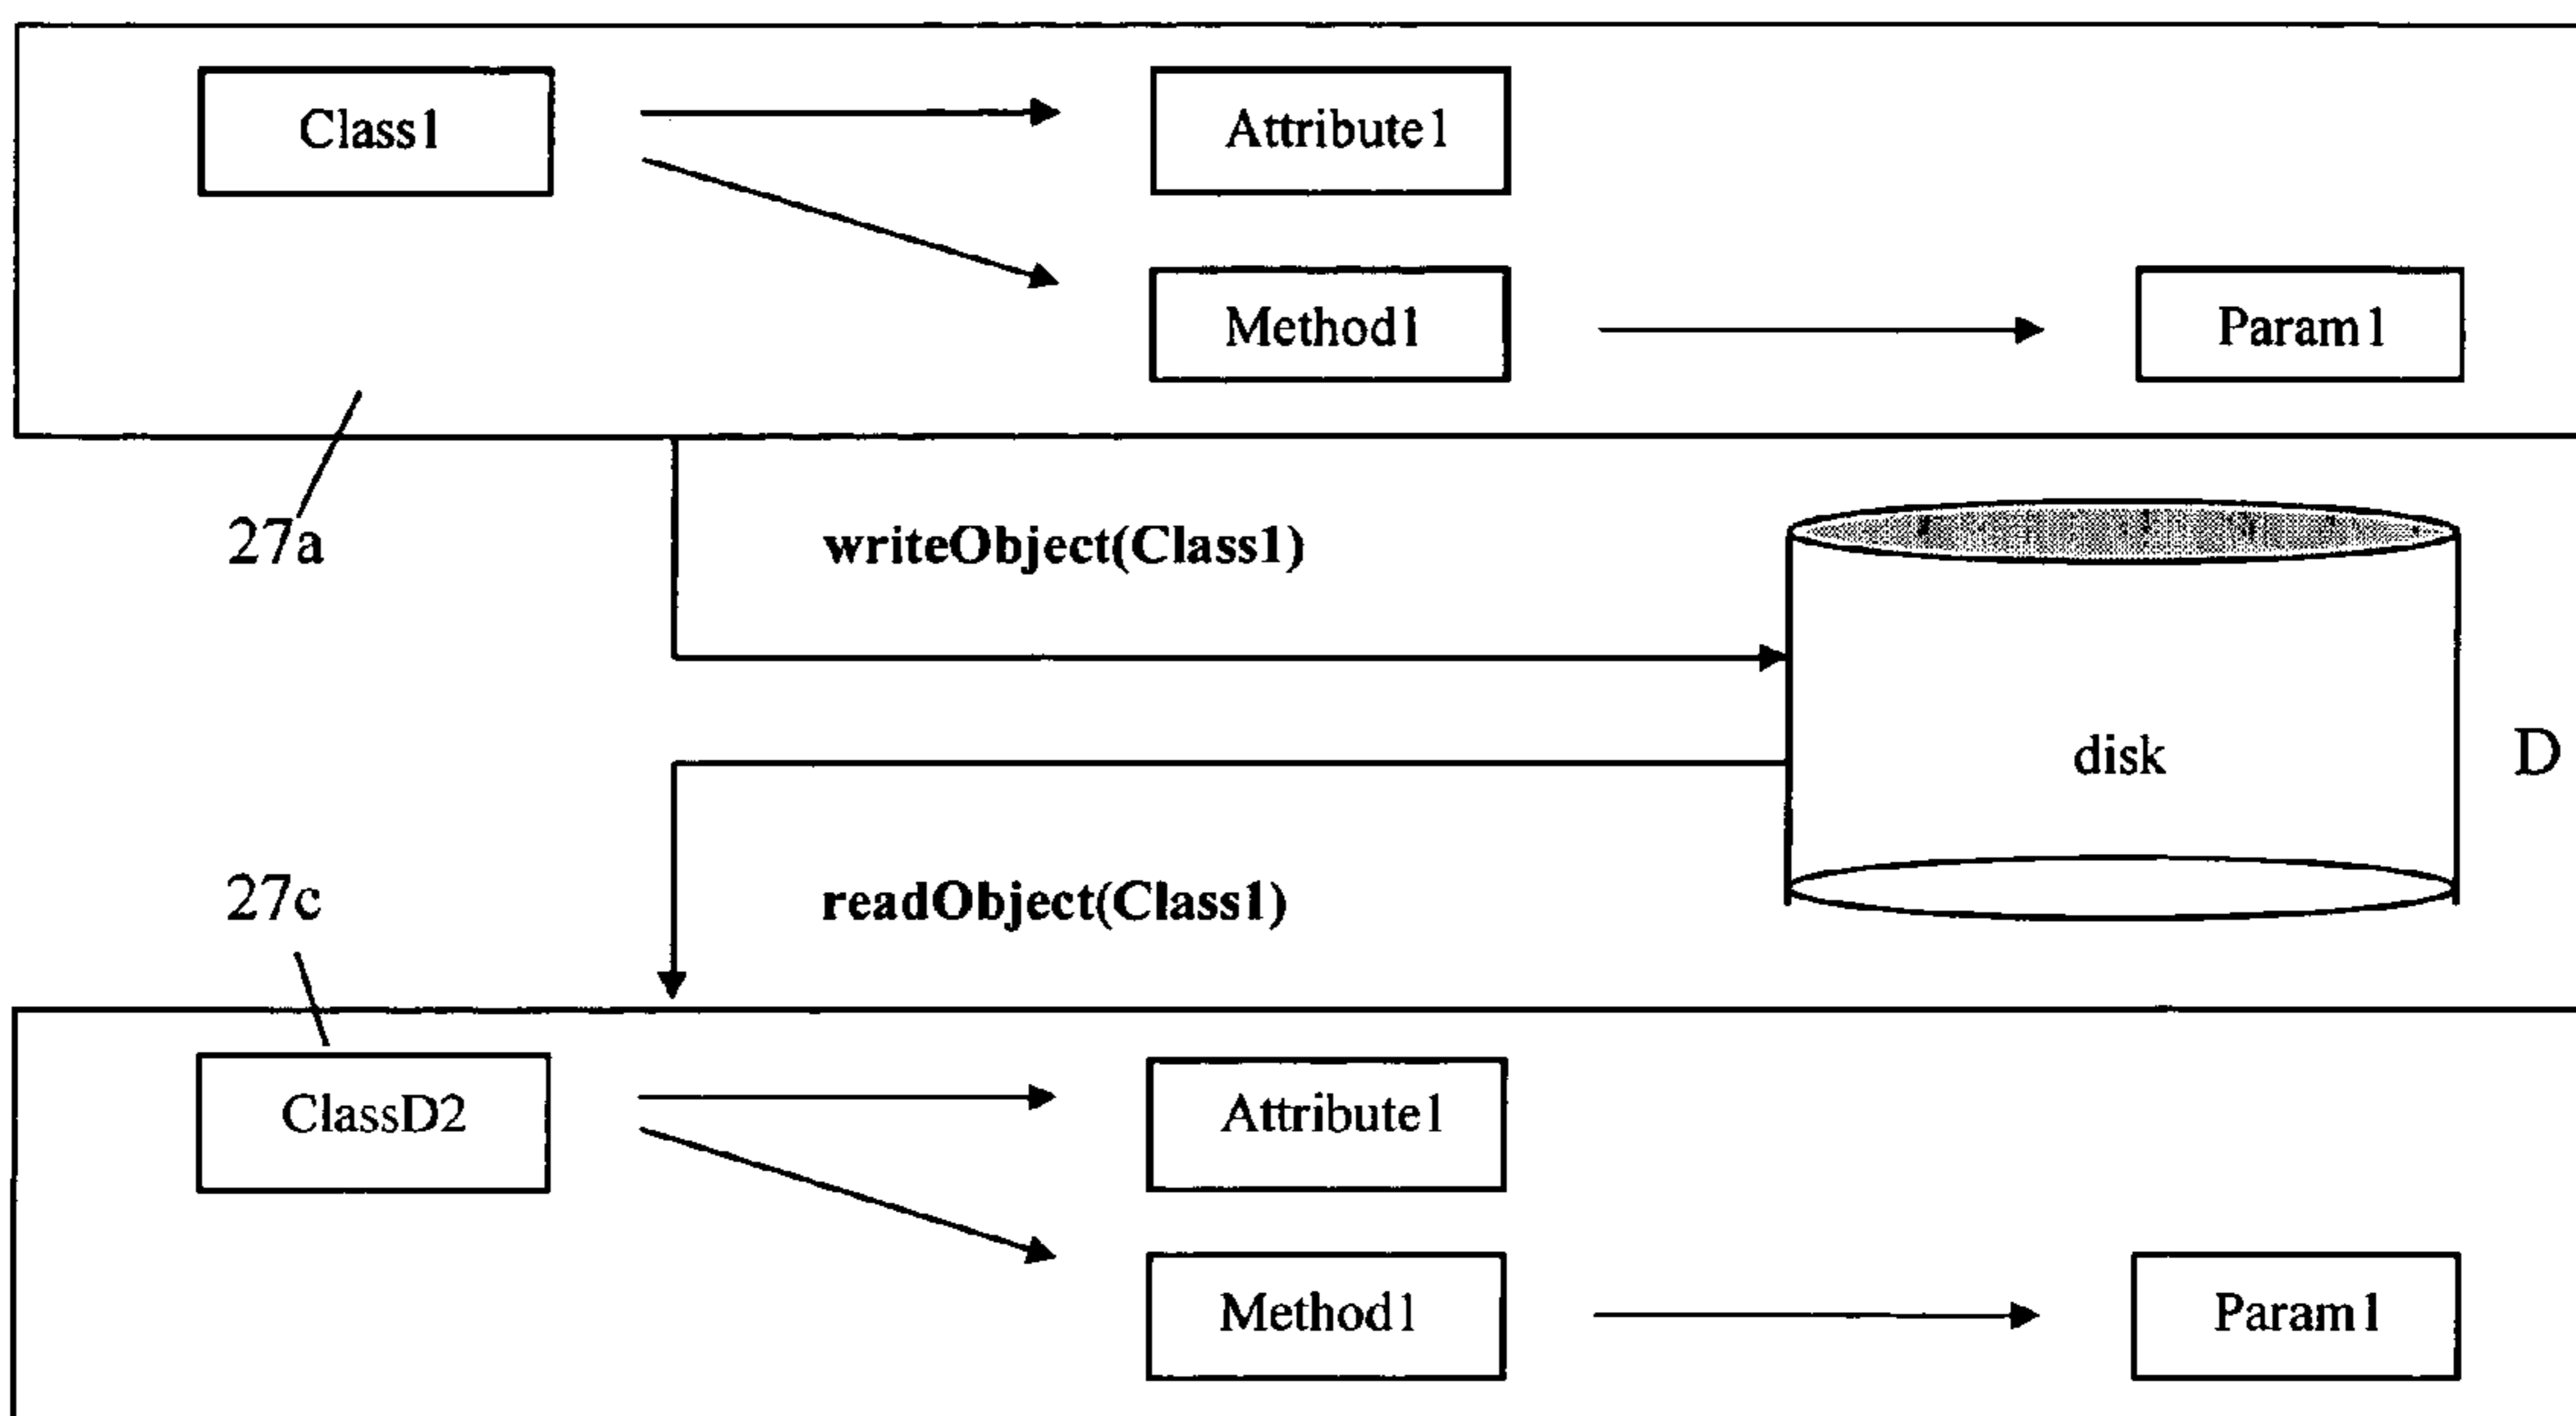 Class1
Attribute1
Method1
Param1
27a
writeObject(Class1)
disk
D
27c
readObject(Class1)
ClassD2
Attribute1
Method1
Param1